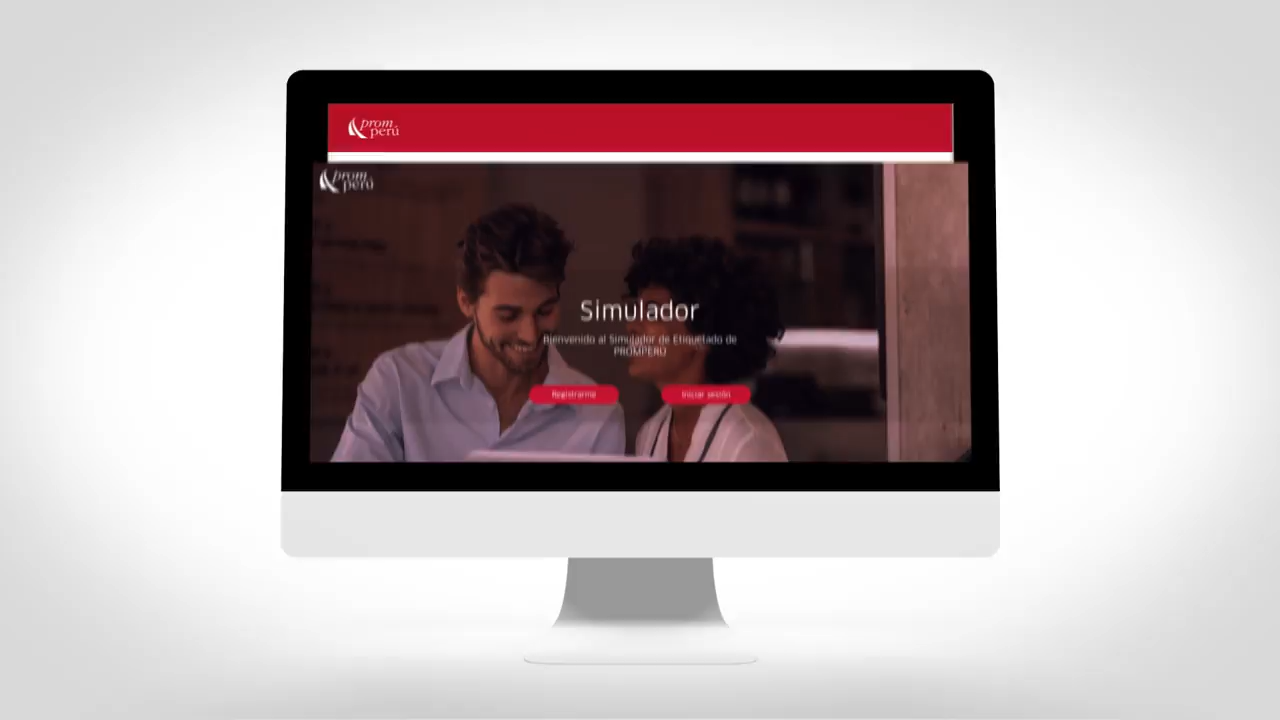 prom
perú
prom
perú
Simulador
Bienvenido al Simulador de Etiquetado de
PROMPERÚ
Registrarme
Iniciar sesión